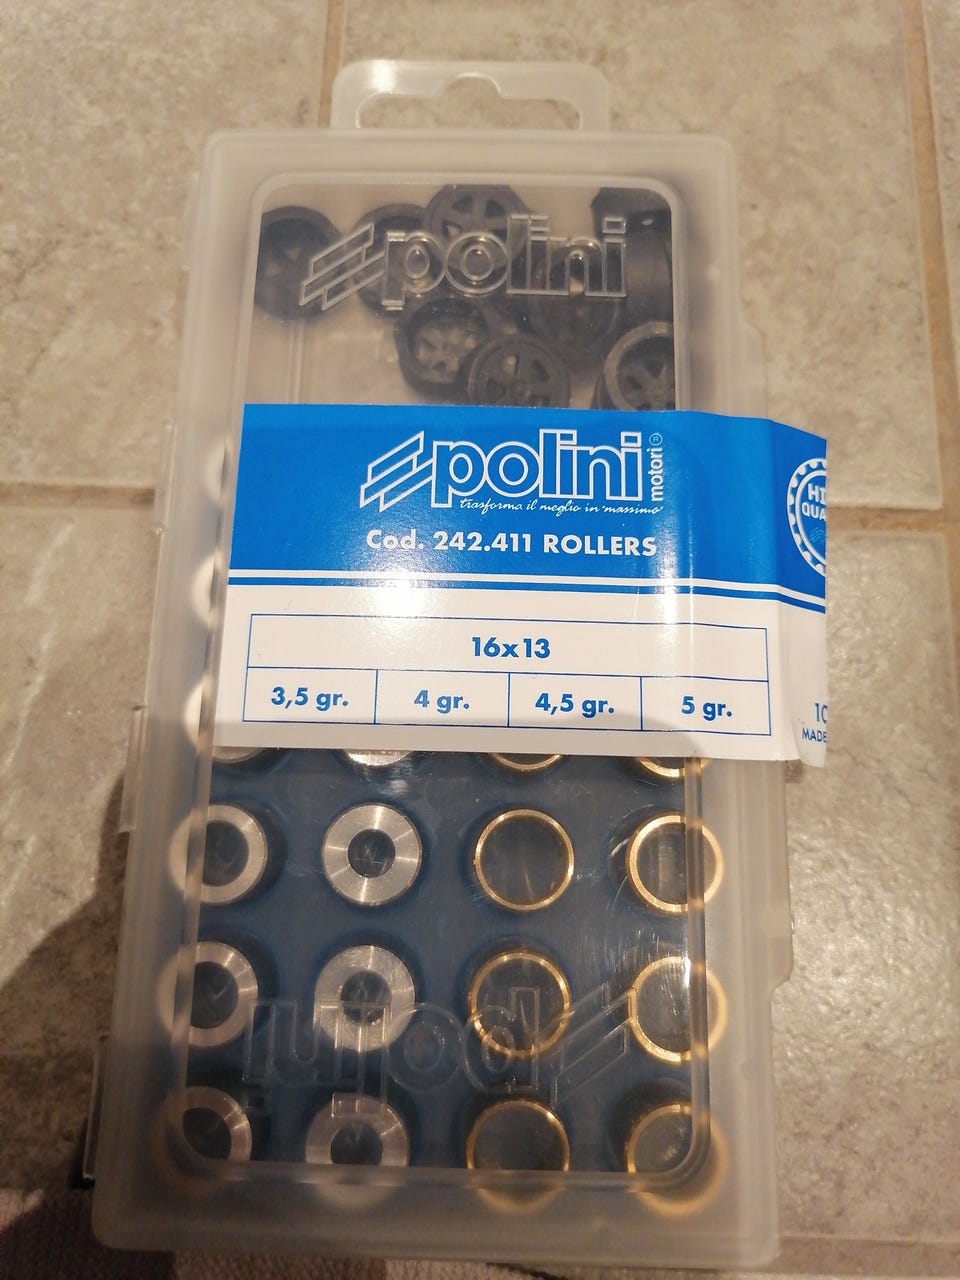 polini
polini motori®
trasforma il meglio in massimo
Cod. 242.411 ROLLERS
16x13
3,5 gr.
4 gr.
4,5 gr.
5 gr.
MADE
polini